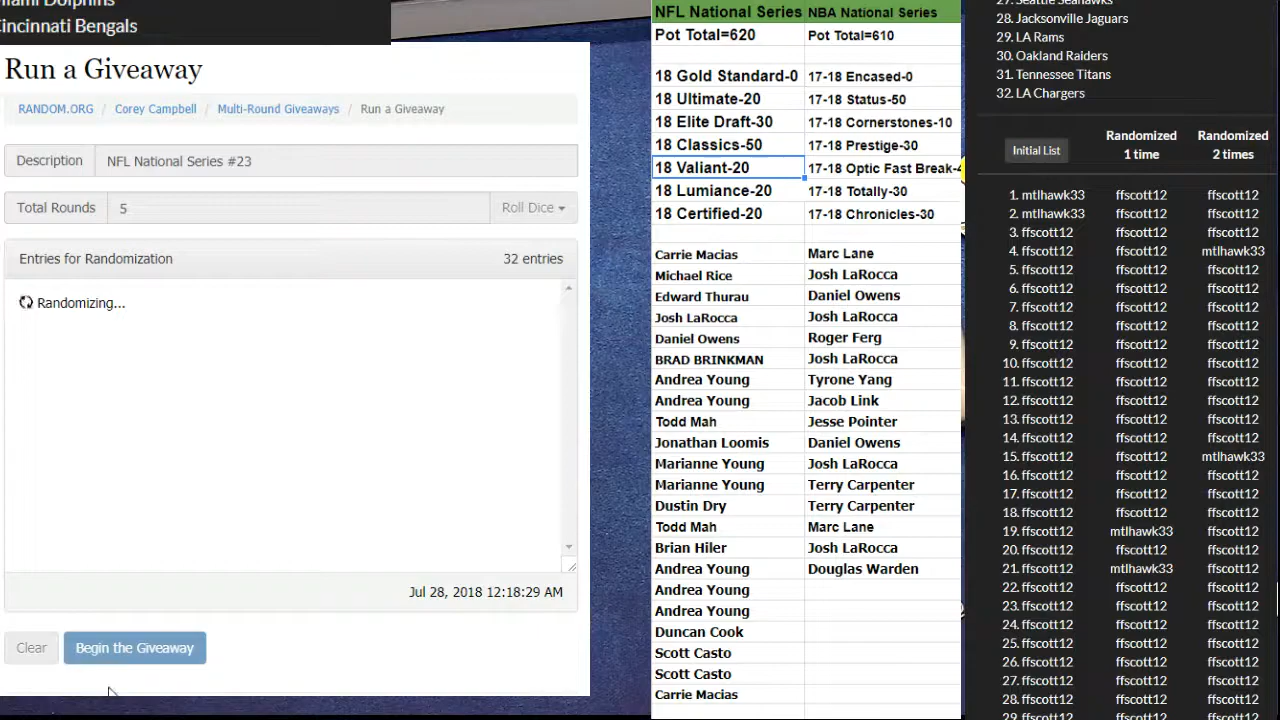 Cincinnati Bengals
Run a Giveaway
RANDOM.ORG / Corey Campbell / Multi-Round Giveaways / Run a Giveaway
Description NFL National Series #23
Total Rounds 5 Roll Dice
Entries for Randomization 32 entries
Randomizing...
Jul 28, 2018 12:18:29 AM
Clear Begin the Giveaway
NFL National Series NBA National Series
Pot Total=620 Pot Total=610
18 Gold Standard-0 17-18 Encased-0
18 Ultimate-20 17-18 Status-50
18 Elite Draft-30 17-18 Cornerstones-10
18 Classics-50 17-18 Prestige-30
18 Valiant-20 17-18 Optic Fast Break-
18 Lumiance-20 17-18 Totally-30
18 Certified-20 17-18 Chronicles-30
Carrie Macias Marc Lane
Michael Rice Josh LaRocca
Edward Thurau Daniel Owens
Josh LaRocca Josh LaRocca
Daniel Owens Roger Ferg
BRAD BRINKMAN Josh LaRocca
Andrea Young Tyrone Yang
Andrea Young Jacob Link
Todd Mah Jesse Pointer
Jonathan Loomis Daniel Owens
Marianne Young Josh LaRocca
Marianne Young Terry Carpenter
Dustin Dry Terry Carpenter
Todd Mah Marc Lane
Brian Hiler Josh LaRocca
Andrea Young Douglas Warden
Andrea Young
Andrea Young
Duncan Cook
Scott Casto
Scott Casto
Carrie Macias
28. Jacksonville Jaguars
29. LA Rams
30. Oakland Raiders
31. Tennessee Titans
32. LA Chargers
Initial List Randomized 1 time Randomized 2 times
1. mtlhawk33 ffscott12 ffscott12
2. mtlhawk33 ffscott12 ffscott12
3. ffscott12 ffscott12 ffscott12
4. ffscott12 ffscott12 mtlhawk33
5. ffscott12 ffscott12 ffscott12
6. ffscott12 ffscott12 ffscott12
7. ffscott12 ffscott12 ffscott12
8. ffscott12 ffscott12 ffscott12
9. ffscott12 ffscott12 ffscott12
10. ffscott12 ffscott12 ffscott12
11. ffscott12 ffscott12 ffscott12
12. ffscott12 ffscott12 ffscott12
13. ffscott12 ffscott12 ffscott12
14. ffscott12 ffscott12 ffscott12
15. ffscott12 ffscott12 mtlhawk33
16. ffscott12 ffscott12 ffscott12
17. ffscott12 ffscott12 ffscott12
18. ffscott12 ffscott12 ffscott12
19. ffscott12 mtlhawk33 ffscott12
20. ffscott12 ffscott12 ffscott12
21. ffscott12 mtlhawk33 ffscott12
22. ffscott12 ffscott12 ffscott12
23. ffscott12 ffscott12 ffscott12
24. ffscott12 ffscott12 ffscott12
25. ffscott12 ffscott12 ffscott12
26. ffscott12 ffscott12 ffscott12
27. ffscott12 ffscott12 ffscott12
28. ffscott12 ffscott12 ffscott12
29. ffscott12 ffscott12 ffscott12